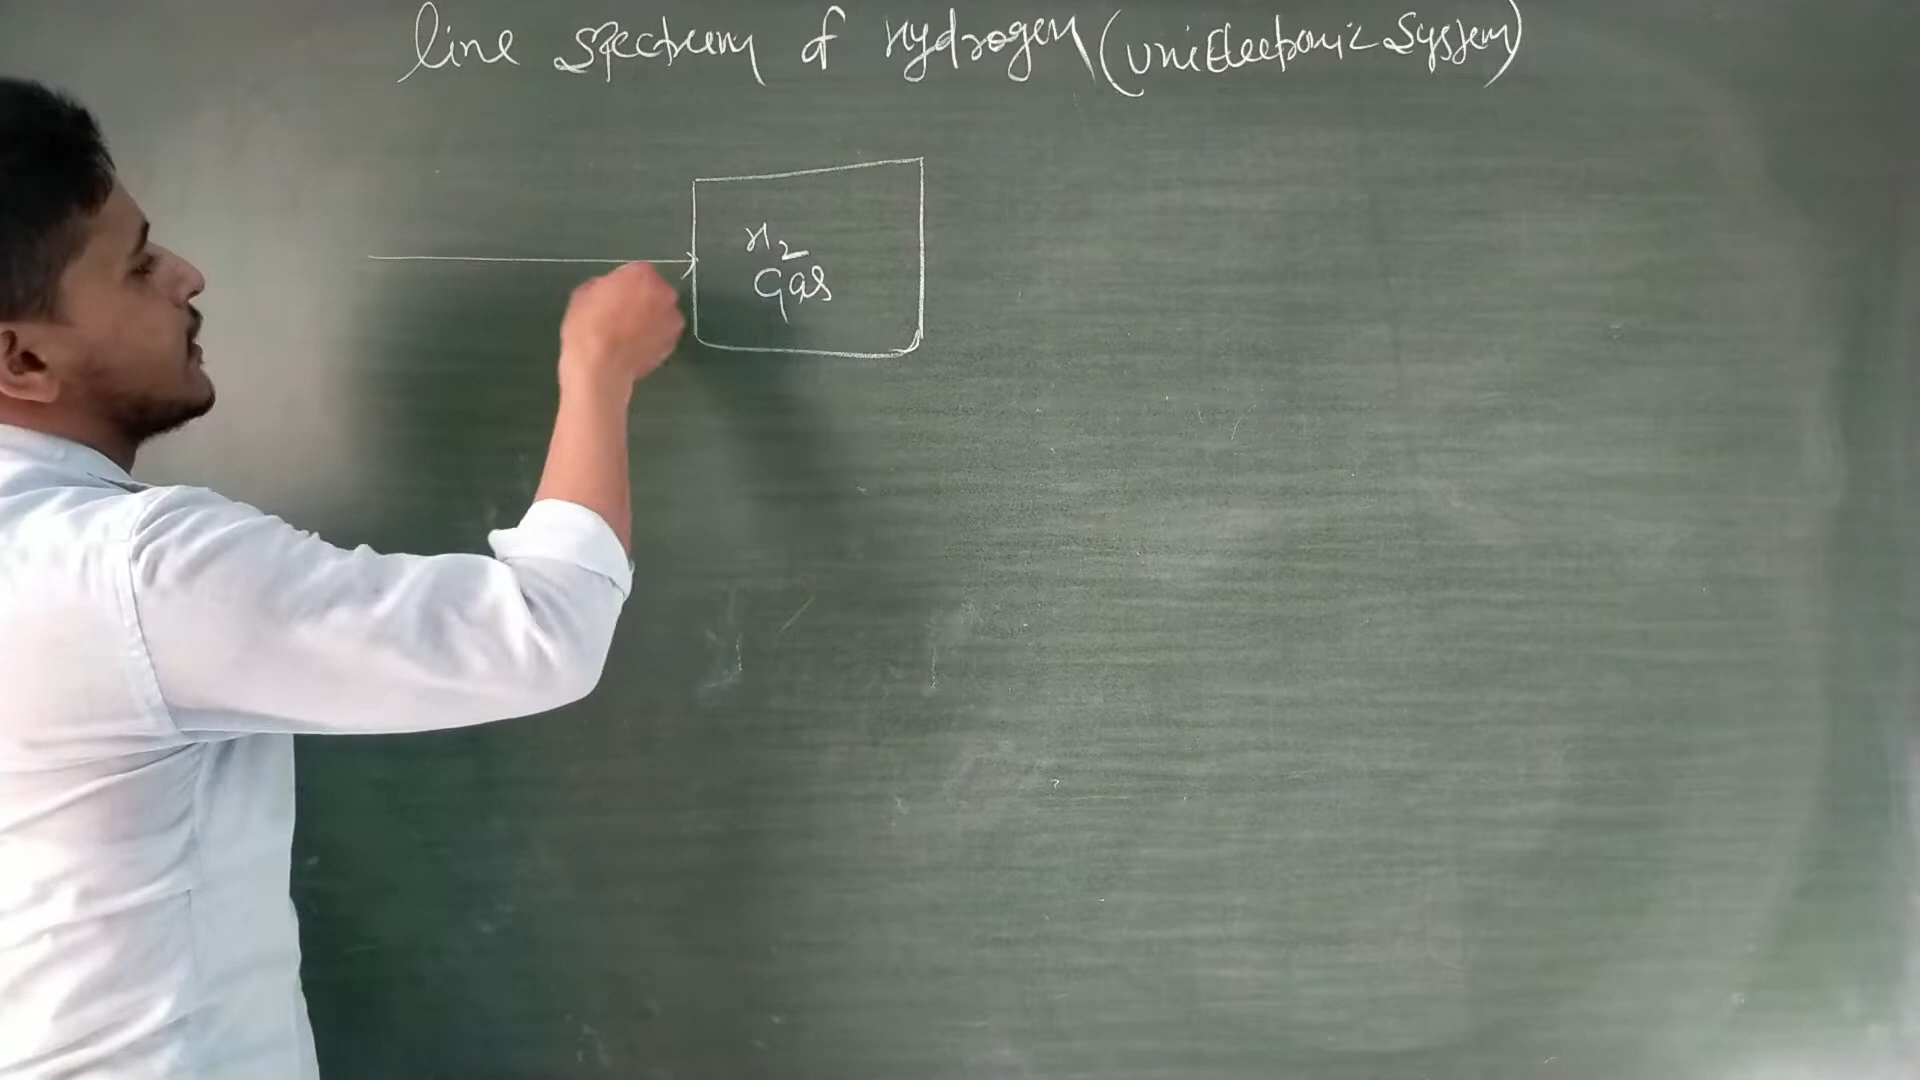 line spectrum of Hydrogen (UniElectronic System)
H2
Gas